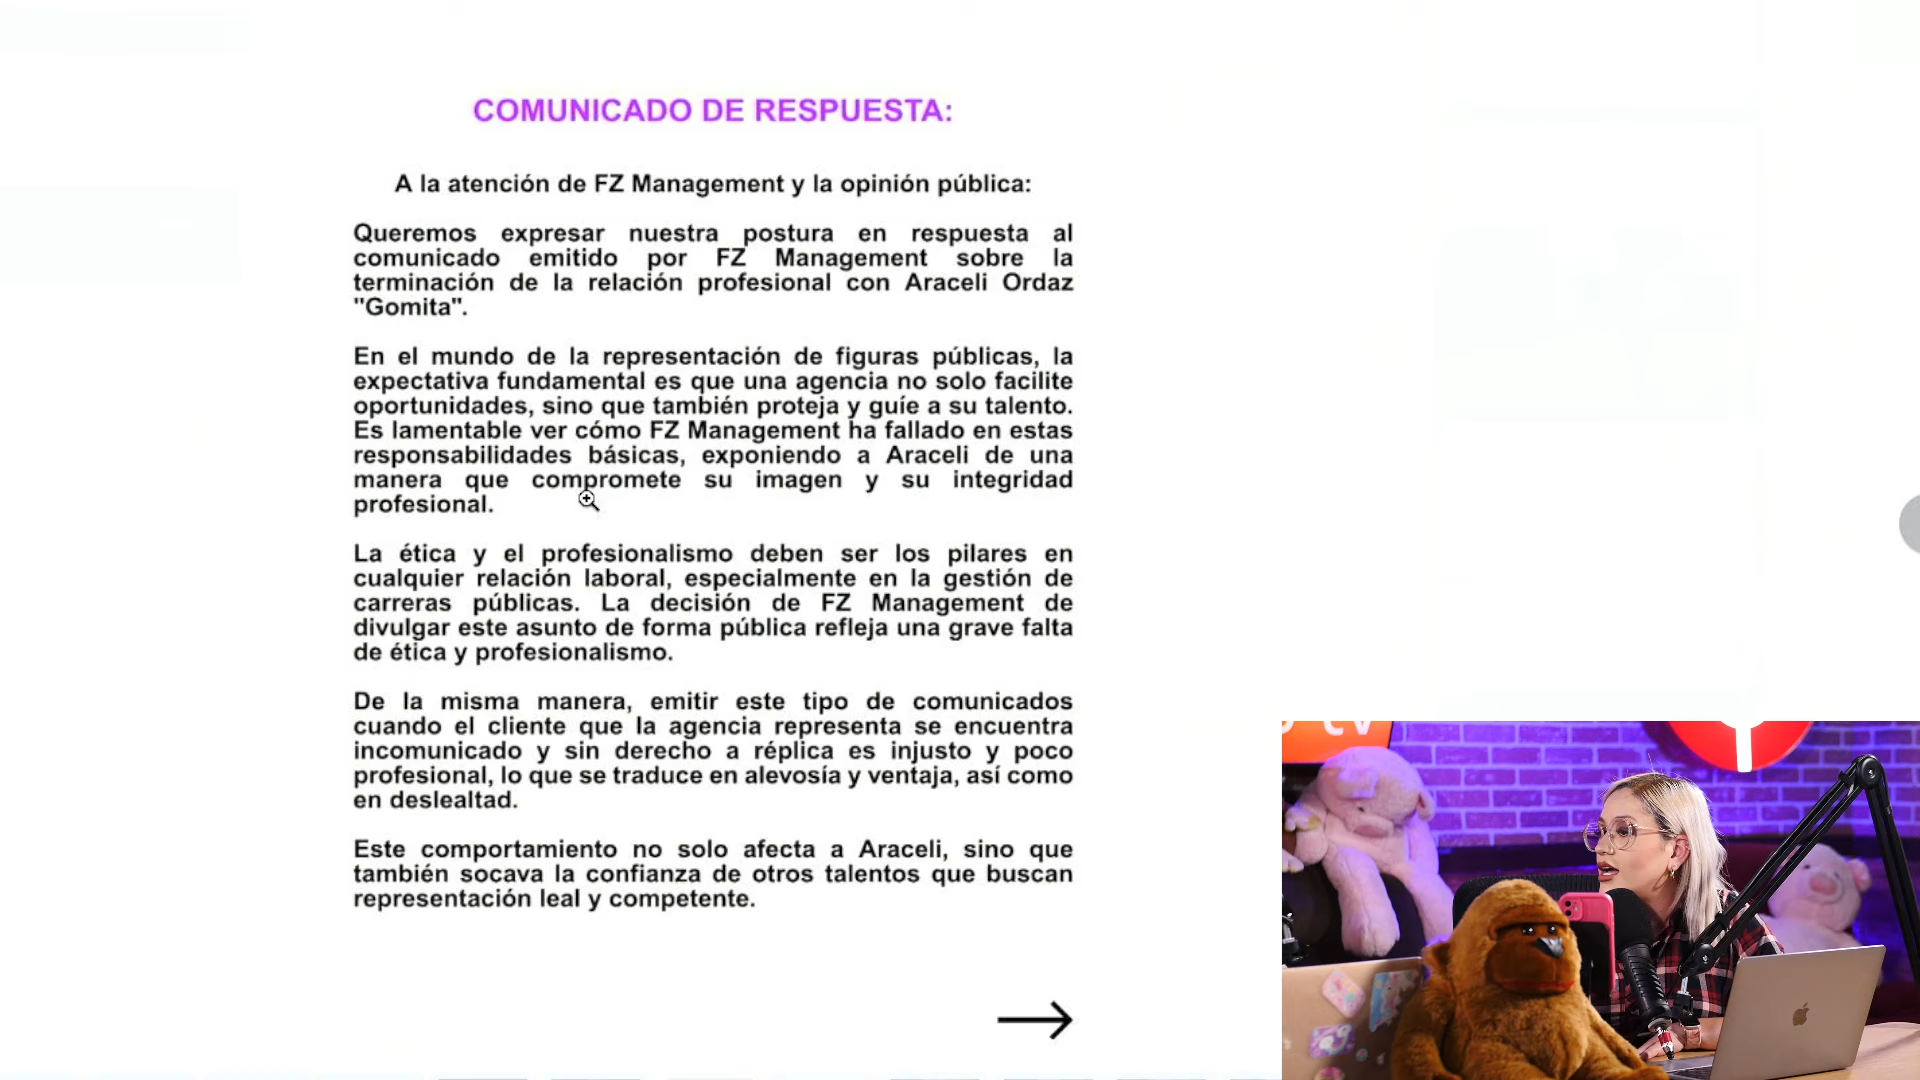 COMUNICADO DE RESPUESTA:
A la atención de FZ Management y la opinión pública:
Queremos expresar nuestra postura en respuesta al
comunicado emitido por FZ Management sobre la
terminación de la relación profesional con Araceli Ordaz
"Gomita".
En el mundo de la representación de figuras públicas, la
expectativa fundamental es que una agencia no solo facilite
oportunidades, sino que también proteja y guíe a su talento.
Es lamentable ver cómo FZ Management ha fallado en estas
responsabilidades básicas, exponiendo a Araceli de una
manera que compromete su imagen y su integridad
profesional.
La ética y el profesionalismo deben ser los pilares en
cualquier relación laboral, especialmente en la gestión de
carreras públicas. La decisión de FZ Management de
divulgar este asunto de forma pública refleja una grave falta
de ética y profesionalismo.
De la misma manera, emitir este tipo de comunicados
cuando el cliente que la agencia representa se encuentra
incomunicado y sin derecho a réplica es injusto y poco
profesional, lo que se traduce en alevosía y ventaja, así como
en deslealtad.
Este comportamiento no solo afecta a Araceli, sino que
también socava la confianza de otros talentos que buscan
representación leal y competente.